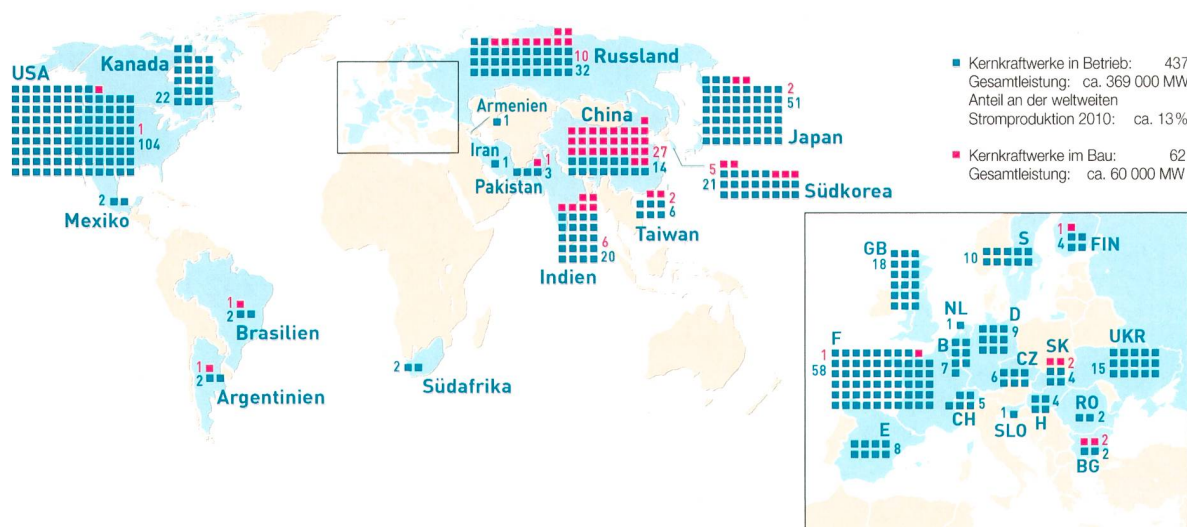 USA
1
104
Kanada
22
Mexiko
2
Brasilien
1
2
Argentinien
1
2
Südafrika
2
Russland
10
32
Armenien
1
Iran
1
Pakistan
1
3
China
27
14
Indien
6
20
Japan
2
51
Südkorea
5
21
Taiwan
2
6
Kernkraftwerke in Betrieb: 437
Gesamtleistung: ca. 369 000 MW
Anteil an der weltweiten
Stromproduktion 2010: ca. 13%
Kernkraftwerke im Bau: 62
Gesamtleistung: ca. 60 000 MW
GB
18
S
10
1
4 FIN
NL
1
D
9
B
7
F
1
58
CZ
6
SK
2
4
UKR
15
CH
5
SLO
1
H
4
RO
2
E
8
2
2
BG